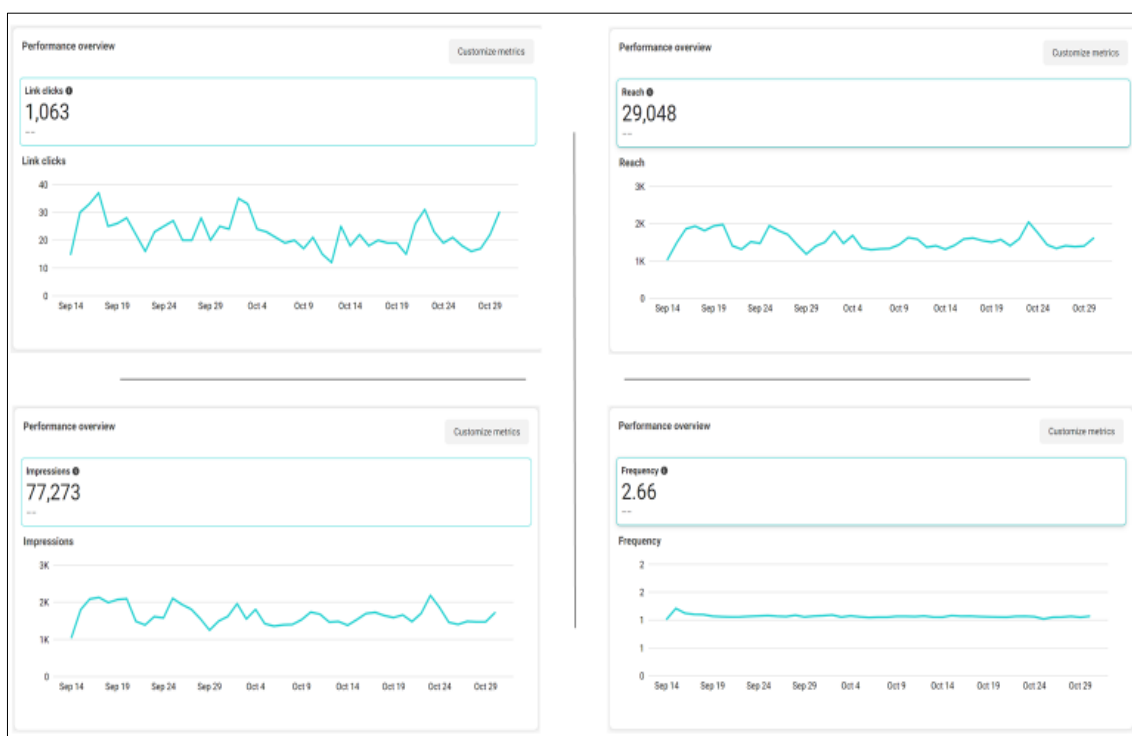 Performance overview
Customize metrics
Link clicks
1,063
--
Link clicks
40
30
20
10
0
Sep 14 Sep 19 Sep 24 Sep 29 Oct 4 Oct 9 Oct 14 Oct 19 Oct 24 Oct 29
Performance overview
Customize metrics
Reach
29,048
--
Reach
3K
2K
1K
0
Sep 14 Sep 19 Sep 24 Sep 29 Oct 4 Oct 9 Oct 14 Oct 19 Oct 24 Oct 29
Performance overview
Customize metrics
Impressions
77,273
--
Impressions
3K
2K
1K
0
Sep 14 Sep 19 Sep 24 Sep 29 Oct 4 Oct 9 Oct 14 Oct 19 Oct 24 Oct 29
Performance overview
Customize metrics
Frequency
2.66
--
Frequency
2
2
1
1
0
Sep 14 Sep 19 Sep 24 Sep 29 Oct 4 Oct 9 Oct 14 Oct 19 Oct 24 Oct 29